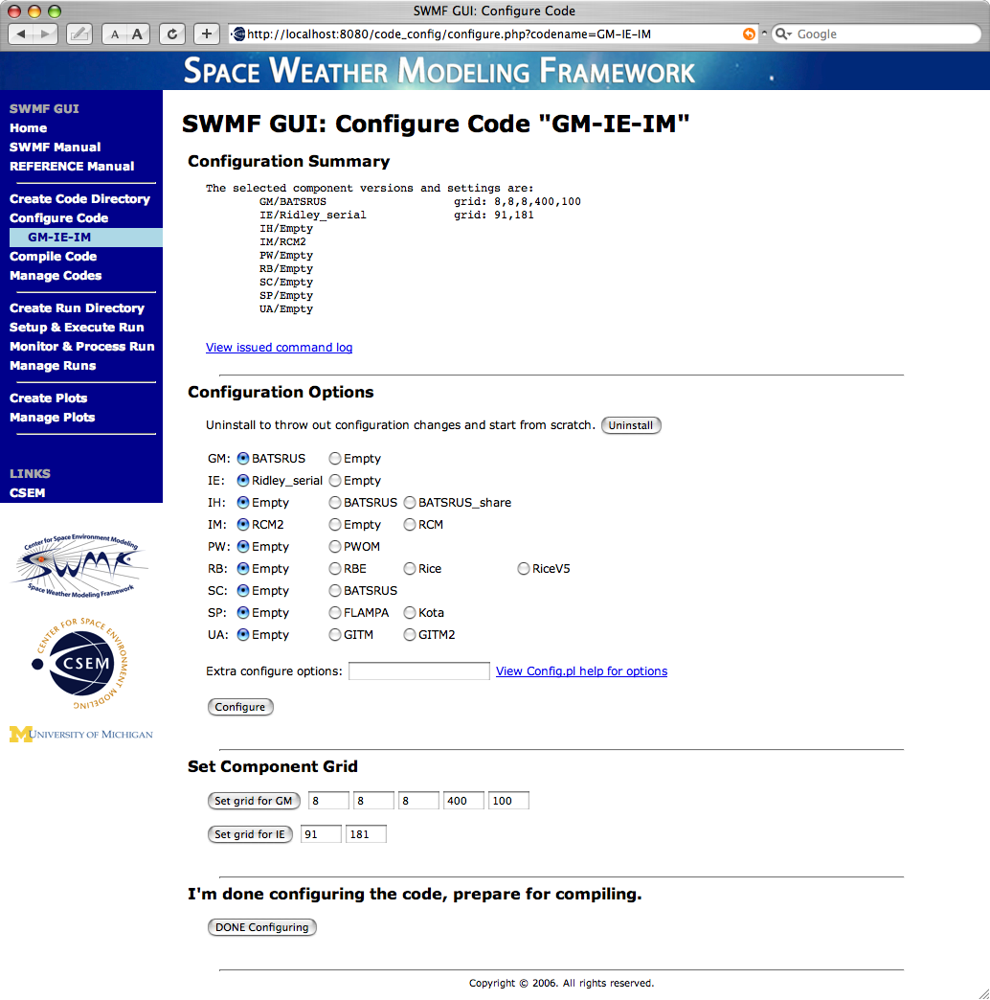 SWMF GUI: Configure Code
A A
http://localhost:8080/code_config/configure.php?codename=GM-IE-IM
Google
SPACE WEATHER MODELING FRAMEWORK
SWMF GUI
Home
SWMF Manual
REFERENCE Manual
Create Code Directory
Configure Code
GM-IE-IM
Compile Code
Manage Codes
Create Run Directory
Setup & Execute Run
Monitor & Process Run
Manage Runs
Create Plots
Manage Plots
LINKS
CSEM
Center for Space Environment Modeling
SWMF
Space Weather Modeling Framework
CENTER FOR SPACE ENVIRONMENT MODELING
CSEM
M UNIVERSITY OF MICHIGAN
SWMF GUI: Configure Code "GM-IE-IM"
Configuration Summary
The selected component versions and settings are:
GM/BATSRUS grid: 8,8,8,400,100
IE/Ridley_serial grid: 91,181
IH/Empty
IM/RCM2
PW/Empty
RB/Empty
SC/Empty
SP/Empty
UA/Empty
View issued command log
Configuration Options
Uninstall to throw out configuration changes and start from scratch. Uninstall
GM: BATSRUS Empty
IE: Ridley_serial Empty
IH: Empty BATSRUS BATSRUS_share
IM: RCM2 Empty RCM
PW: Empty PWOM
RB: Empty RBE Rice RiceV5
SC: Empty BATSRUS
SP: Empty FLAMPA Kota
UA: Empty GITM GITM2
Extra configure options: View Config.pl help for options
Configure
Set Component Grid
Set grid for GM 8 8 8 400 100
Set grid for IE 91 181
I'm done configuring the code, prepare for compiling.
DONE Configuring
Copyright © 2006. All rights reserved.